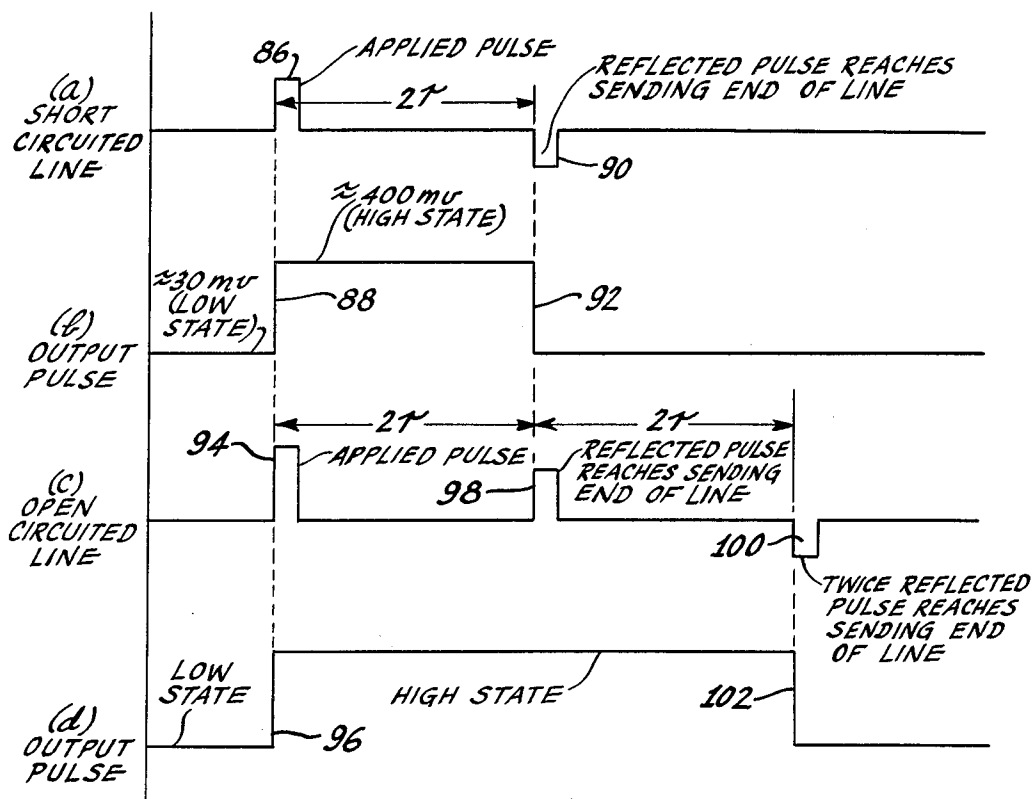 (a)
SHORT
CIRCUITED
LINE
86
APPLIED PULSE
2τ
REFLECTED PULSE REACHES
SENDING END OF LINE
90
≈400 mv
(HIGH STATE)
≈30 mv
(LOW
STATE)
88
92
(b)
OUTPUT
PULSE
2τ
2τ
94
APPLIED PULSE
98
REFLECTED PULSE
REACHES SENDING
END OF LINE
(c)
OPEN
CIRCUITED
LINE
100
TWICE REFLECTED
PULSE REACHES
SENDING END
OF LINE
LOW
STATE
HIGH STATE
102
96
(d)
OUTPUT
PULSE